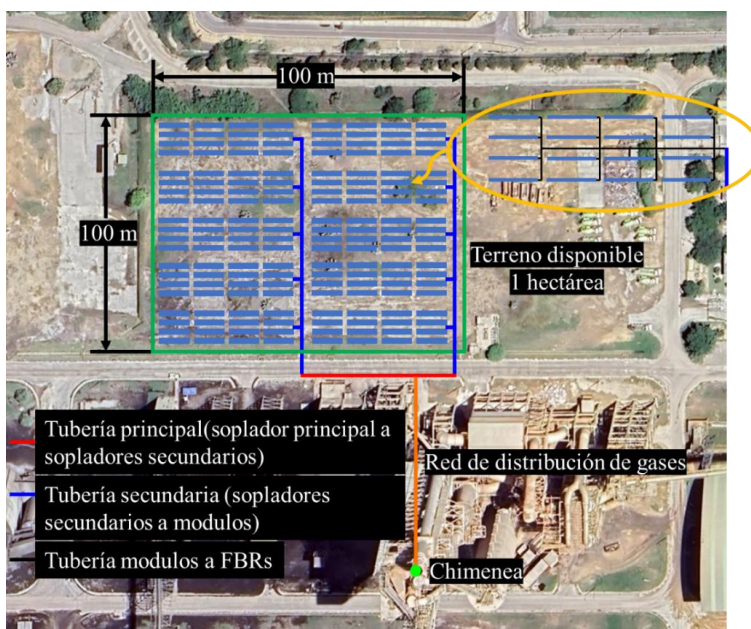 100 m
100 m
Terreno disponible
1 hectárea
Tubería principal(soplador principal a
sopladores secundarios)
Red de distribución de gases
Tubería secundaria (sopladores
secundarios a modulos)
Tubería modulos a FBRs
Chimenea